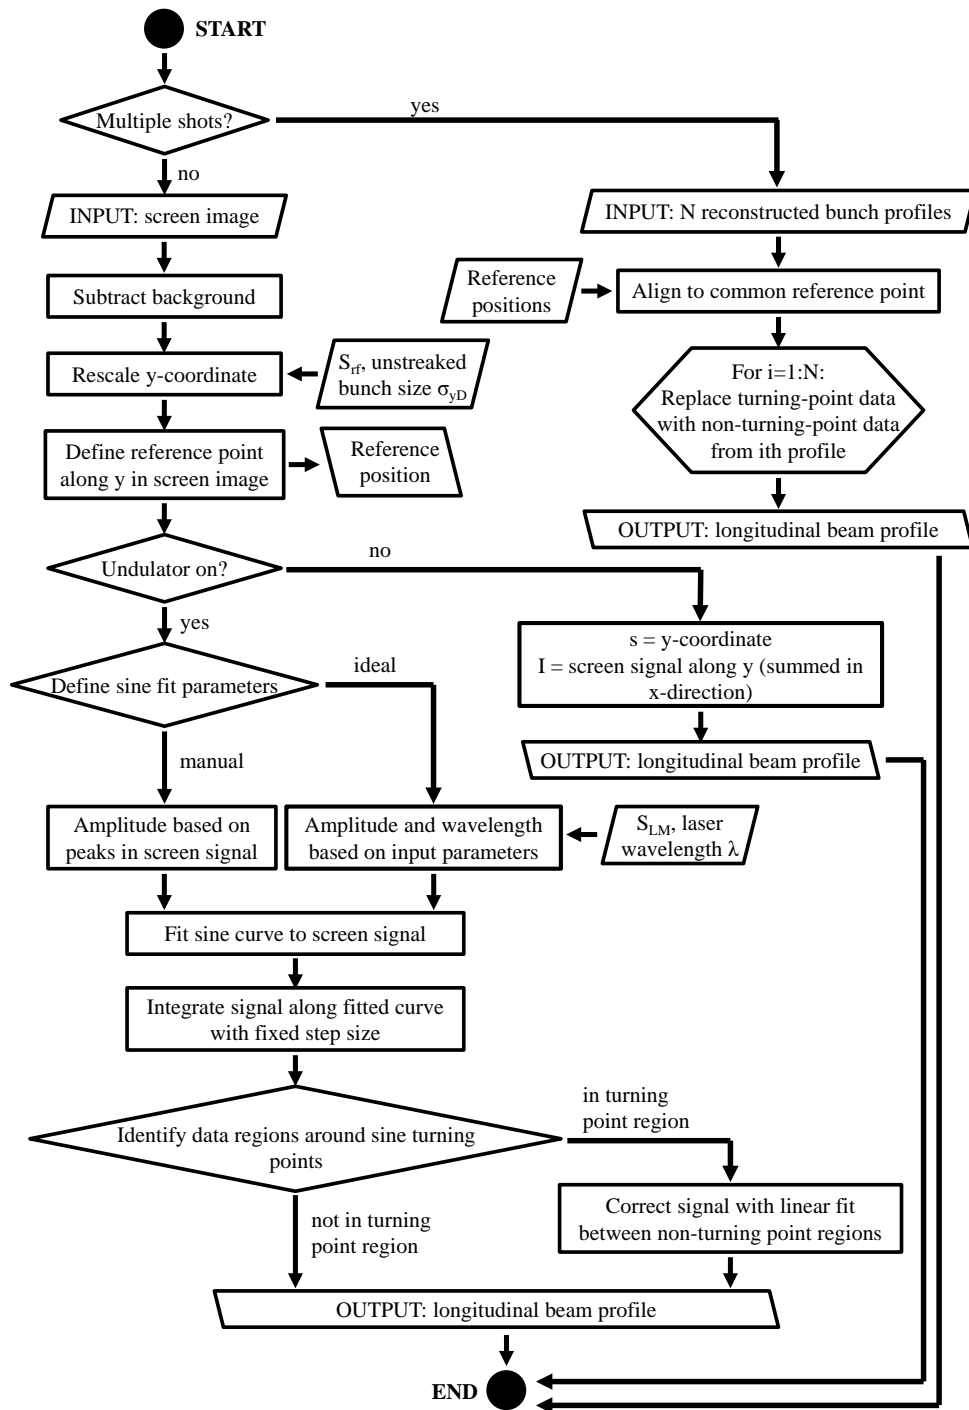 START
Multiple shots?
yes
no
INPUT: screen image
INPUT: N reconstructed bunch profiles
Subtract background
Reference
positions
Align to common reference point
Rescale y-coordinate
S_rf, unstreaked
bunch size σ_yD
For i=1:N:
Replace turning-point data
with non-turning-point data
from ith profile
Define reference point
along y in screen image
Reference
position
OUTPUT: longitudinal beam profile
Undulator on?
no
yes
s = y-coordinate
I = screen signal along y (summed in
x-direction)
Define sine fit parameters
ideal
manual
OUTPUT: longitudinal beam profile
Amplitude based on
peaks in screen signal
Amplitude and wavelength
based on input parameters
S_LM, laser
wavelength λ
Fit sine curve to screen signal
Integrate signal along fitted curve
with fixed step size
Identify data regions around sine turning
points
in turning
point region
not in turning
point region
Correct signal with linear fit
between non-turning point regions
OUTPUT: longitudinal beam profile
END